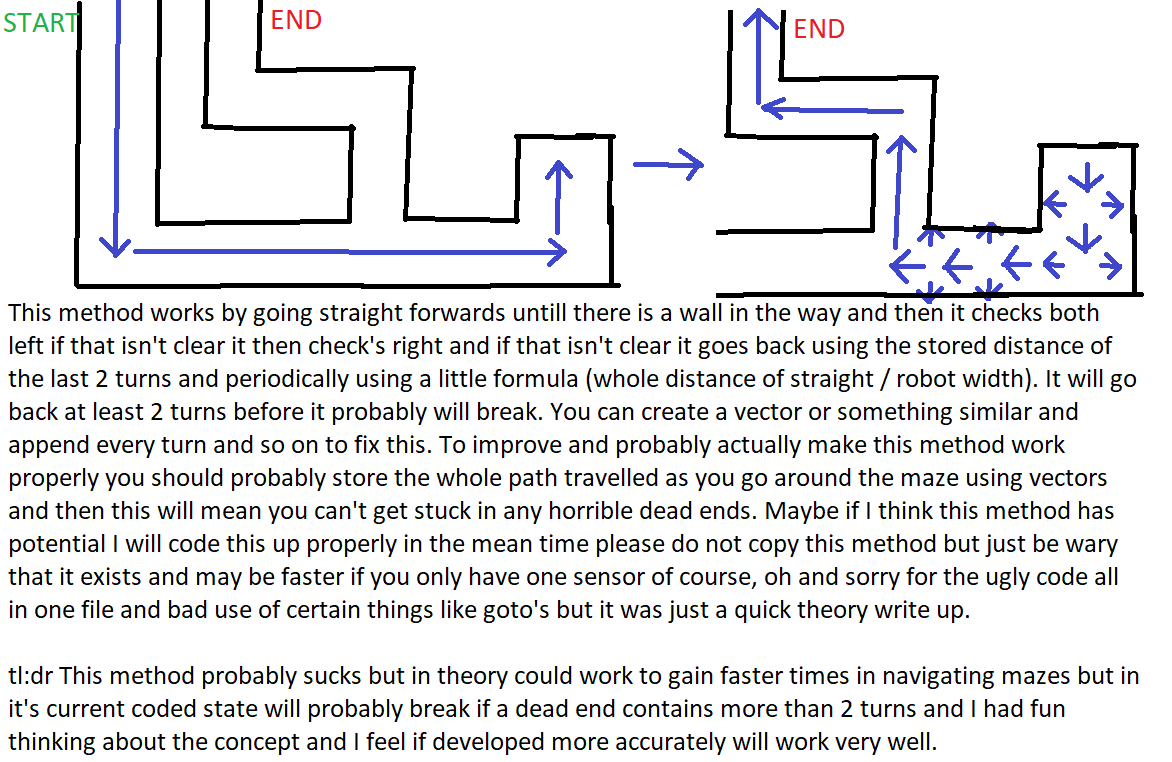 START
END
END
This method works by going straight forwards untill there is a wall in the way and then it checks both
left if that isn't clear it then check's right and if that isn't clear it goes back using the stored distance of
the last 2 turns and periodically using a little formula (whole distance of straight / robot width). It will go
back at least 2 turns before it probably will break. You can create a vector or something similar and
append every turn and so on to fix this. To improve and probably actually make this method work
properly you should probably store the whole path travelled as you go around the maze using vectors
and then this will mean you can't get stuck in any horrible dead ends. Maybe if I think this method has
potential I will code this up properly in the mean time please do not copy this method but just be wary
that it exists and may be faster if you only have one sensor of course, oh and sorry for the ugly code all
in one file and bad use of certain things like goto's but it was just a quick theory write up.
tl:dr This method probably sucks but in theory could work to gain faster times in navigating mazes but in
it's current coded state will probably break if a dead end contains more than 2 turns and I had fun
thinking about the concept and I feel if developed more accurately will work very well.